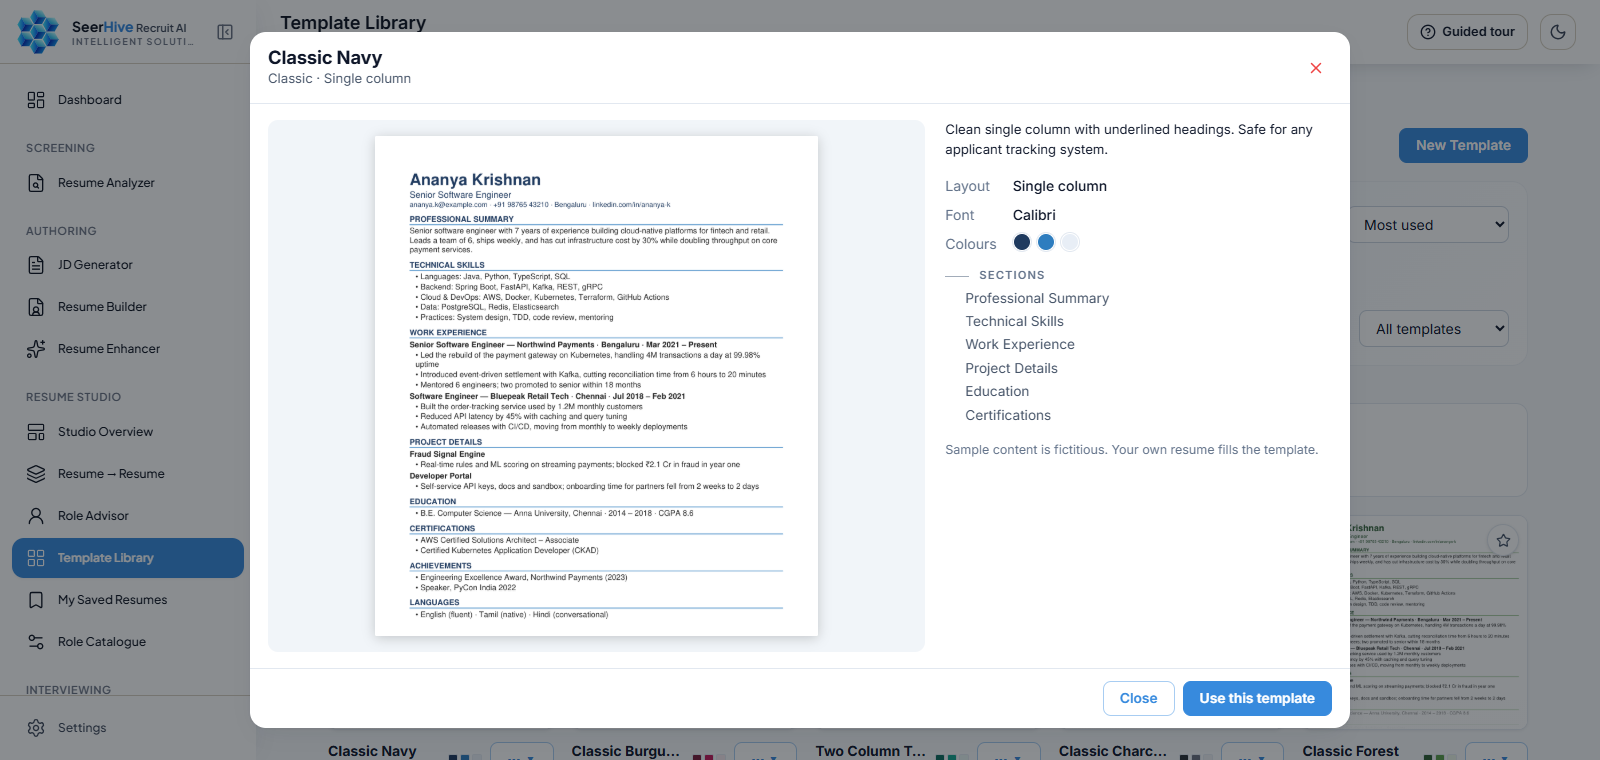 SeerHive Recruit AI
INTELLIGENT SOLUTI...
Template Library
Guided tour
Dashboard
SCREENING
Resume Analyzer
AUTHORING
JD Generator
Resume Builder
Resume Enhancer
RESUME STUDIO
Studio Overview
Resume → Resume
Role Advisor
Template Library
My Saved Resumes
Role Catalogue
INTERVIEWING
Settings
Classic Navy
Classic · Single column
Ananya Krishnan
Senior Software Engineer
ananya.k@example.com · +91 98765 43210 · Bengaluru · linkedin.com/in/ananya-k
PROFESSIONAL SUMMARY
Senior software engineer with 7 years of experience building cloud-native platforms for fintech and retail.
Leads a team of 6, ships weekly, and has cut infrastructure cost by 30% while doubling throughput on core
payment services.
TECHNICAL SKILLS
• Languages: Java, Python, TypeScript, SQL
• Backend: Spring Boot, FastAPI, Kafka, REST, gRPC
• Cloud & DevOps: AWS, Docker, Kubernetes, Terraform, GitHub Actions
• Data: PostgreSQL, Redis, Elasticsearch
• Practices: System design, TDD, code review, mentoring
WORK EXPERIENCE
Senior Software Engineer — Northwind Payments · Bengaluru · Mar 2021 – Present
• Led the rebuild of the payment gateway on Kubernetes, handling 4M transactions a day at 99.98%
uptime
• Introduced event-driven settlement with Kafka, cutting reconciliation time from 6 hours to 20 minutes
• Mentored 6 engineers; two promoted to senior within 18 months
Software Engineer — Bluepeak Retail Tech · Chennai · Jul 2018 – Feb 2021
• Built the order-tracking service used by 1.2M monthly customers
• Reduced API latency by 45% with caching and query tuning
• Automated releases with CI/CD, moving from monthly to weekly deployments
PROJECT DETAILS
Fraud Signal Engine
• Real-time rules and ML scoring on streaming payments; blocked ₹2.1 Cr in fraud in year one
Developer Portal
• Self-service API keys, docs and sandbox; onboarding time for partners fell from 2 weeks to 2 days
EDUCATION
• B.E. Computer Science — Anna University, Chennai · 2014 – 2018 · CGPA 8.6
CERTIFICATIONS
• AWS Certified Solutions Architect – Associate
• Certified Kubernetes Application Developer (CKAD)
ACHIEVEMENTS
• Engineering Excellence Award, Northwind Payments (2023)
• Speaker, PyCon India 2022
LANGUAGES
• English (fluent) · Tamil (native) · Hindi (conversational)
Clean single column with underlined headings. Safe for any
applicant tracking system.
Layout Single column
Font Calibri
Colours
SECTIONS
Professional Summary
Technical Skills
Work Experience
Project Details
Education
Certifications
Sample content is fictitious. Your own resume fills the template.
Close
Use this template
New Template
Most used
All templates
Krishnan
Classic Navy
Classic Burgu...
Two Column T...
Classic Charc...
Classic Forest